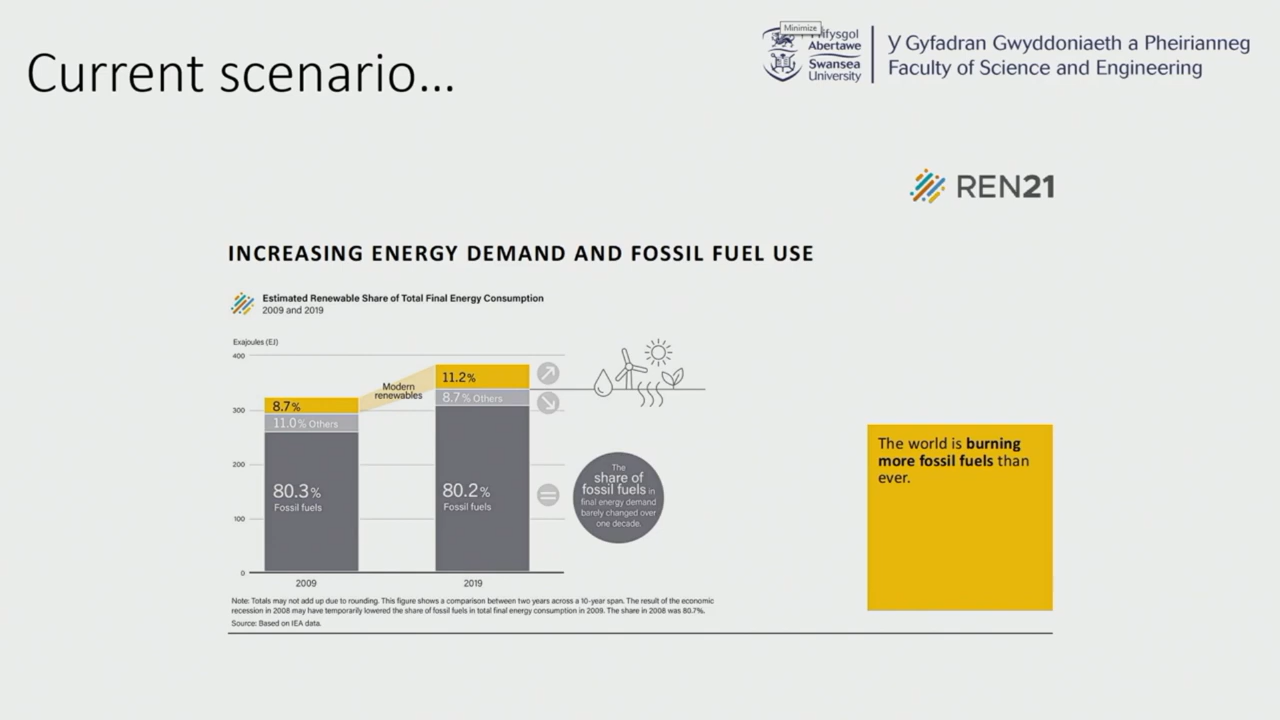 Current scenario...
Minimize
ifysgol
Abertawe
Swansea
University
Y Gyfadran Gwyddoniaeth a Pheirianneg
Faculty of Science and Engineering
REN21
INCREASING ENERGY DEMAND AND FOSSIL FUEL USE
Estimated Renewable Share of Total Final Energy Consumption
2009 and 2019
Exajoules (EJ)
400
300
200
100
0
8.7%
11.0% Others
80.3%
Fossil fuels
2009
Modern
renewables
11.2%
8.7% Others
80.2%
Fossil fuels
2019
The
share of
fossil fuels in
final energy demand
barely changed over
one decade.
The world is burning
more fossil fuels than
ever.
Note: Totals may not add up due to rounding. This figure shows a comparison between two years across a 10-year span. The result of the economic
recession in 2008 may have temporarily lowered the share of fossil fuels in total final energy consumption in 2009. The share in 2008 was 80.7%.
Source: Based on IEA data.